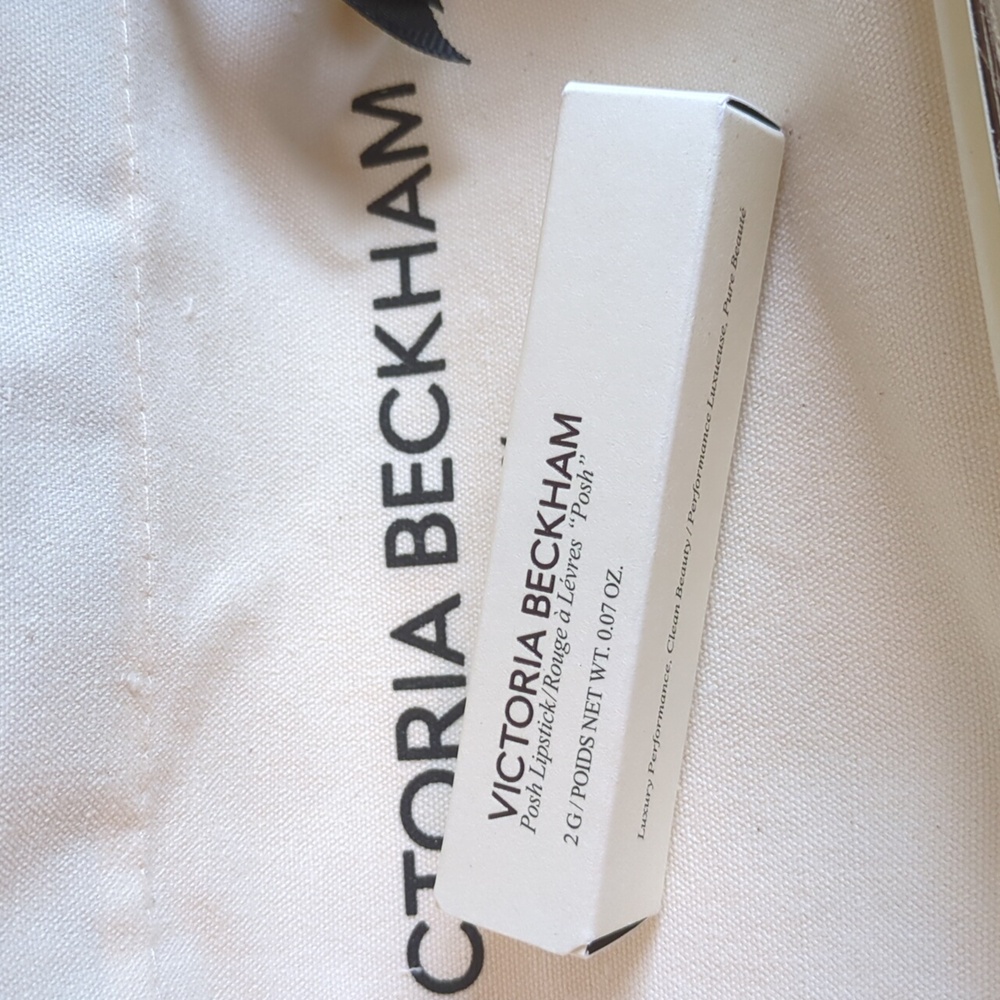 CTORIA BECKHAM
VICTORIA BECKHAM
Posh Lipstick/Rouge à Lévres “Posh”
2 G / POIDS NET WT. 0.07 OZ.
Luxury Performance, Clean Beauty / Performance Luxueuse, Pure Beauté